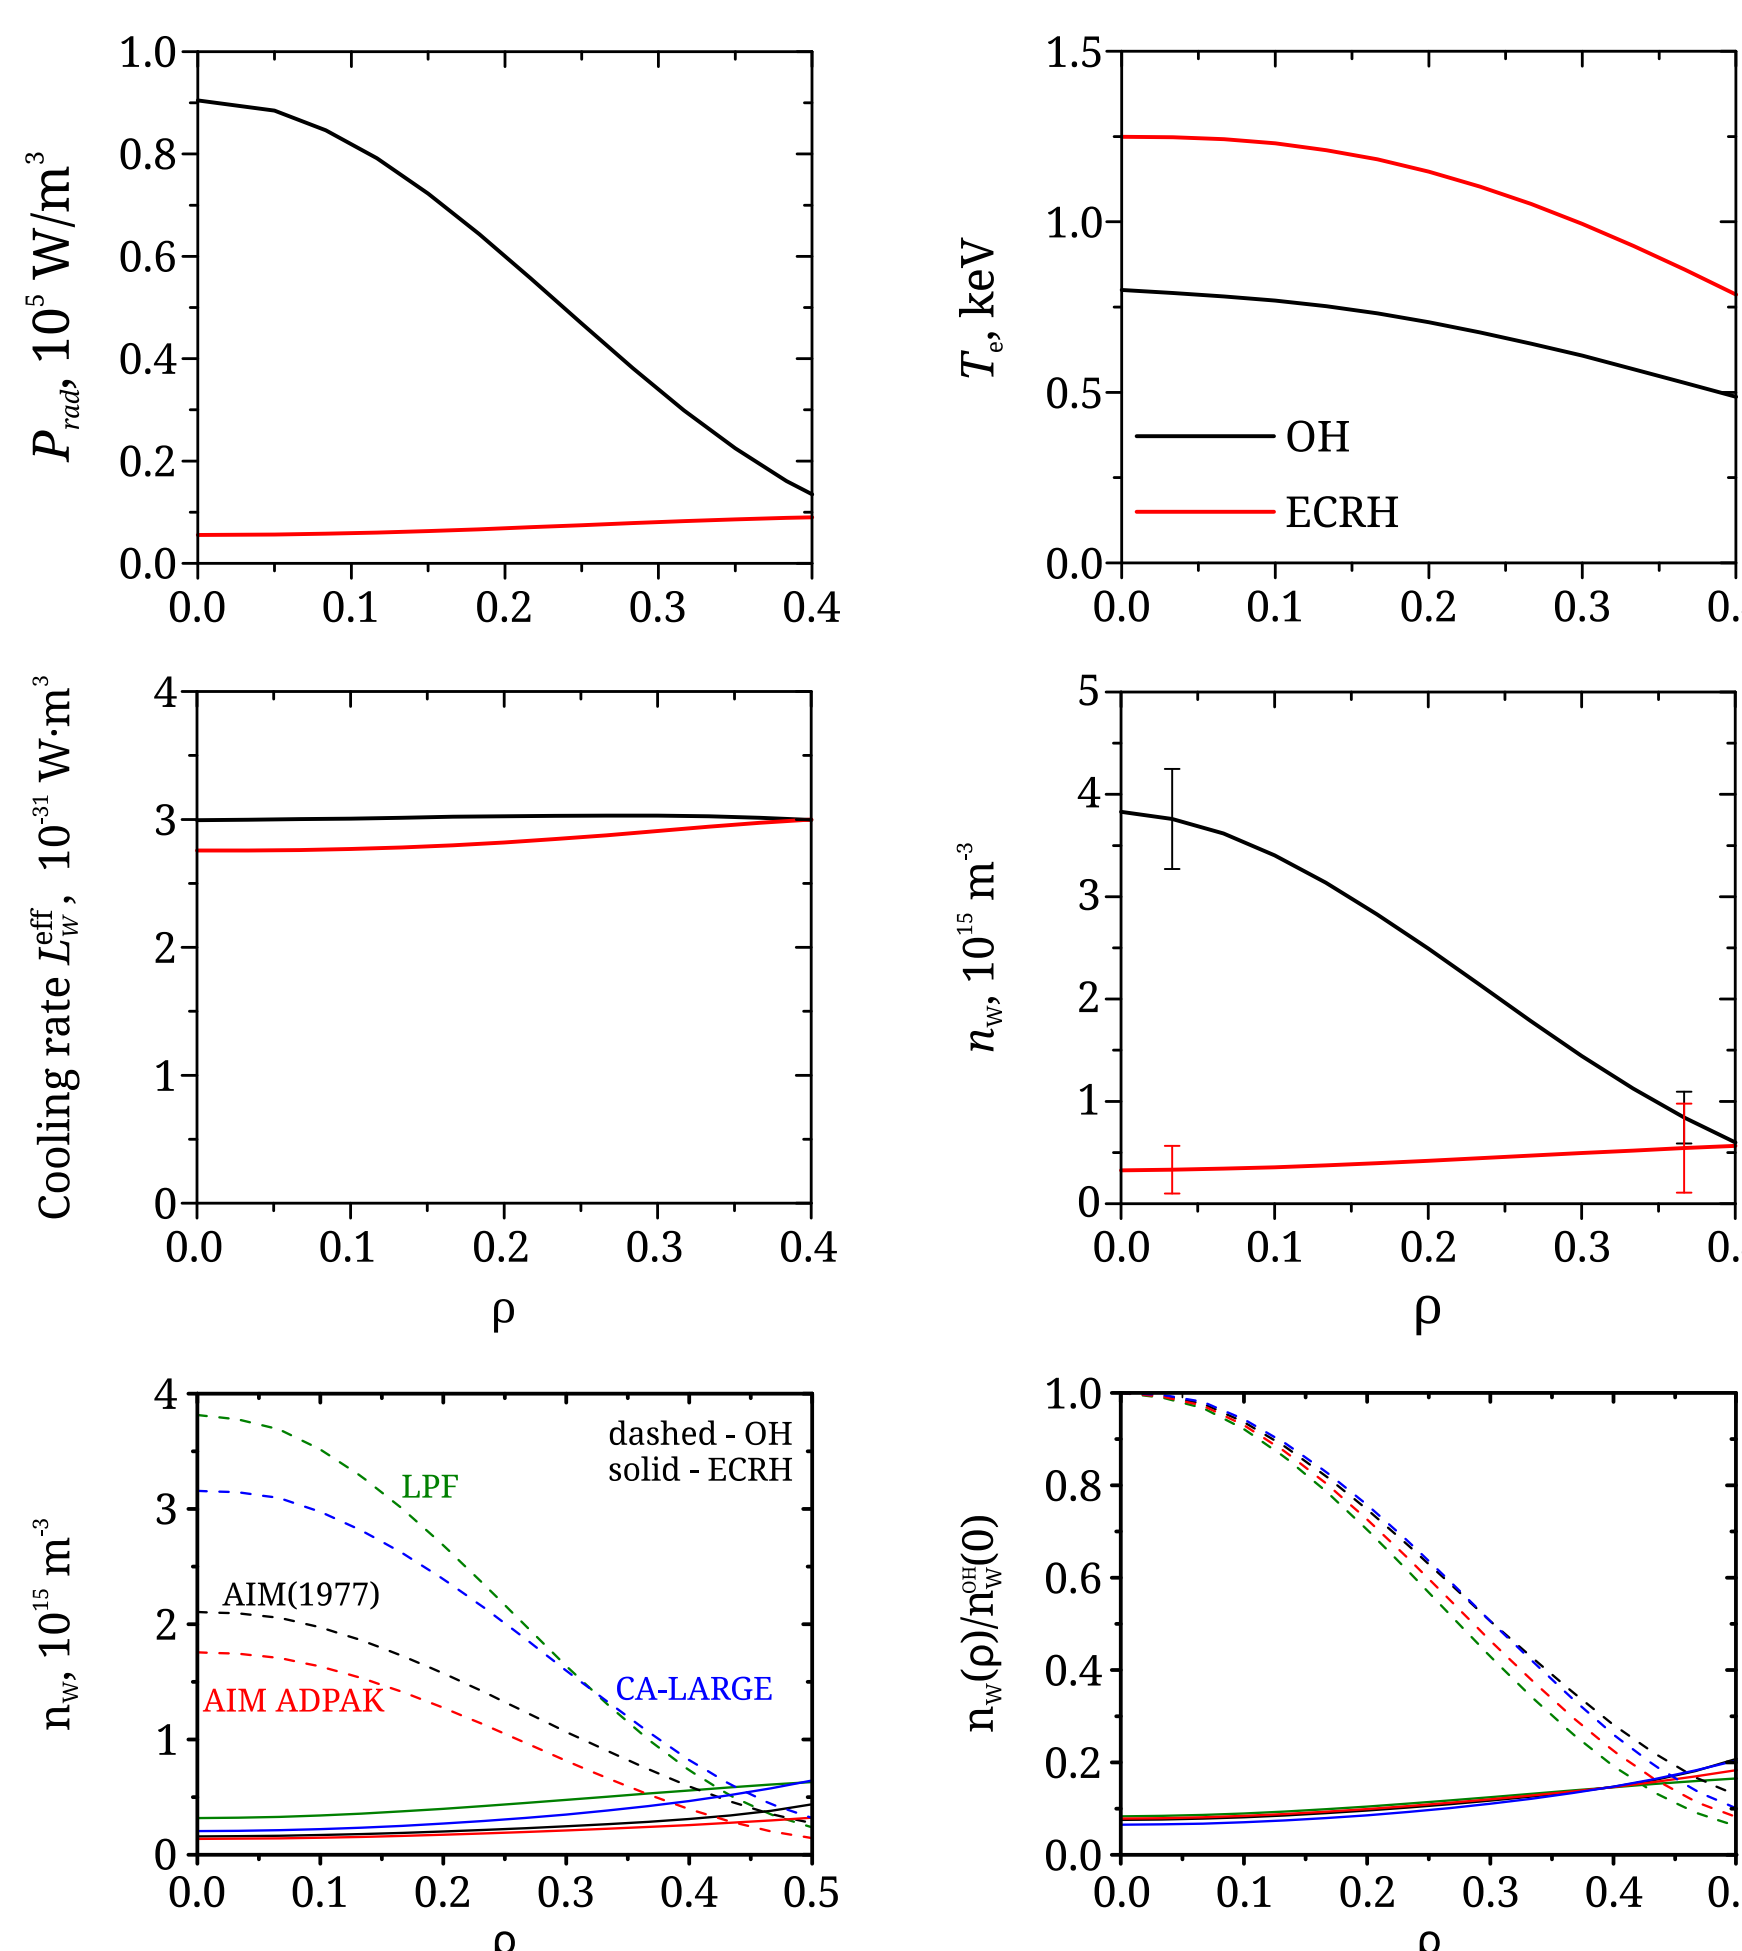 P_rad, 10^5 W/m^3
1.0
0.8
0.6
0.4
0.2
0.0
0.0 0.1 0.2 0.3 0.4
T_e, keV
1.5
1.0
0.5
0.0
OH
ECRH
0.0 0.1 0.2 0.3 0.
Cooling rate L_W^eff, 10^-31 W·m^3
4
3
2
1
0
0.0 0.1 0.2 0.3 0.4
ρ
n_W, 10^15 m^-3
5
4
3
2
1
0
0.0 0.1 0.2 0.3 0.
ρ
n_W, 10^15 m^-3
4
3
2
1
0
dashed - OH
solid - ECRH
LPF
AIM(1977)
CA-LARGE
AIM ADPAK
0.0 0.1 0.2 0.3 0.4 0.5
ρ
n_W(ρ)/n_W^OH(0)
1.0
0.8
0.6
0.4
0.2
0.0
0.0 0.1 0.2 0.3 0.4 0.
ρ